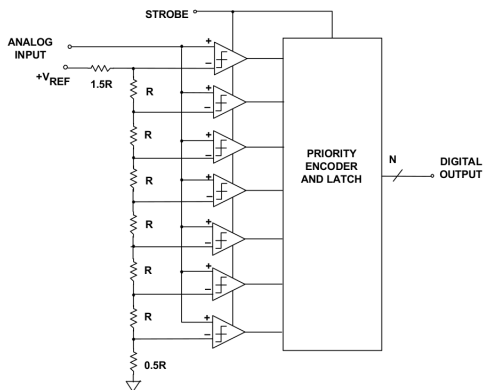 STROBE
ANALOG
INPUT
+VREF
1.5R
R
R
R
R
R
R
0.5R
+
−
+
−
+
−
+
−
+
−
+
−
+
−
PRIORITY
ENCODER
AND LATCH
N
DIGITAL
OUTPUT